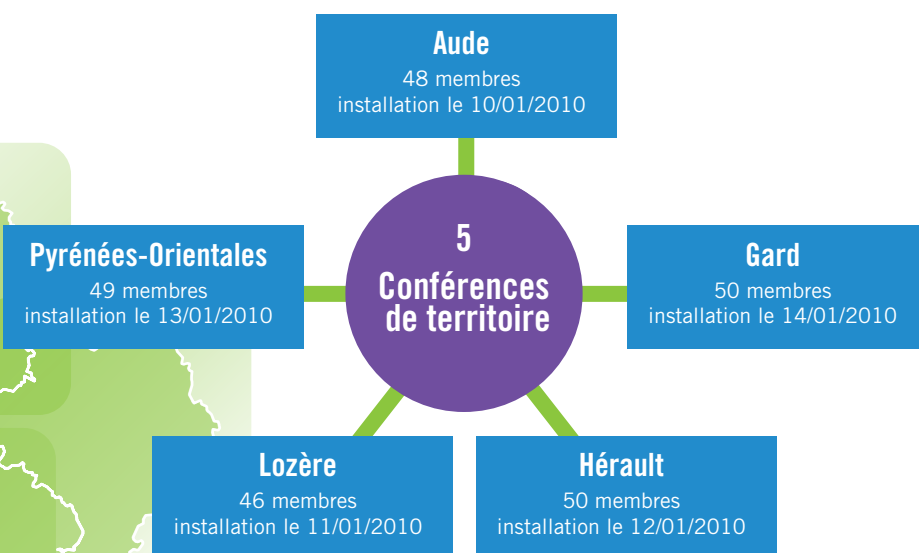 Aude
48 membres
installation le 10/01/2010
5
Conférences
de territoire
Pyrénées-Orientales
49 membres
installation le 13/01/2010
Gard
50 membres
installation le 14/01/2010
Lozère
46 membres
installation le 11/01/2010
Hérault
50 membres
installation le 12/01/2010